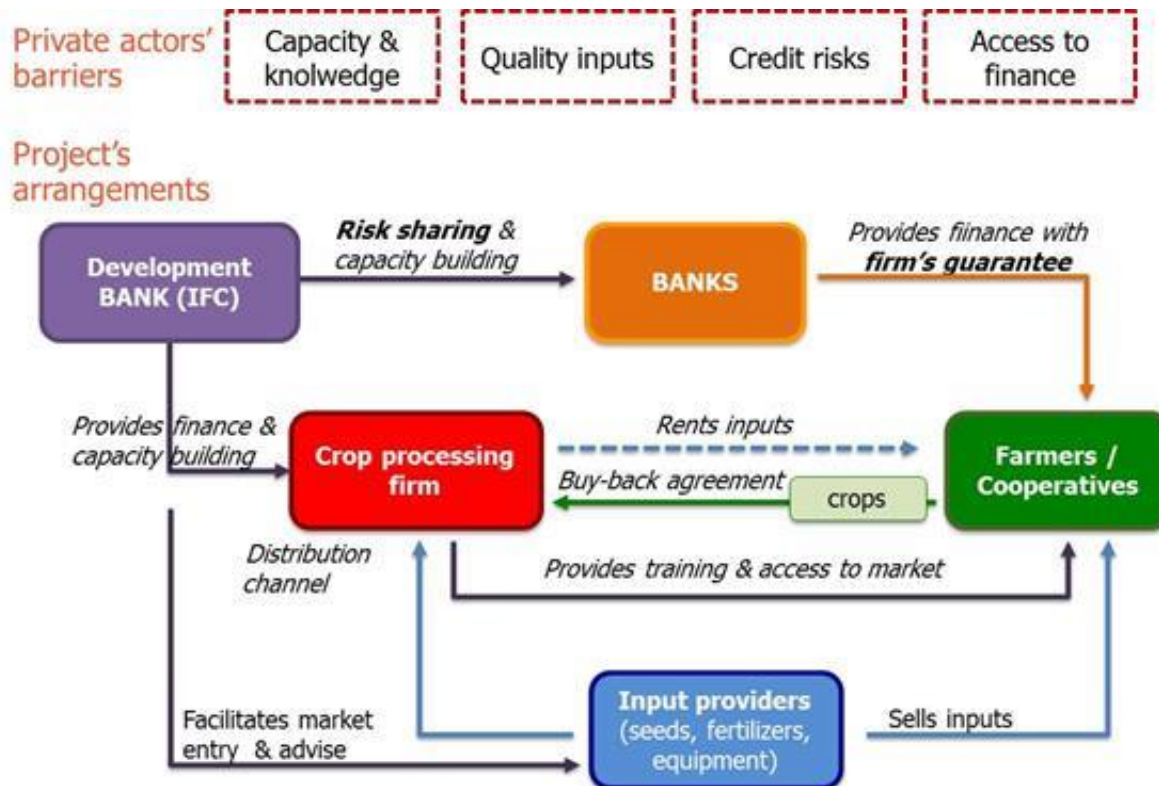 Private actors'
barriers
Capacity &
knolwedge
Quality inputs
Credit risks
Access to
finance
Project's
arrangements
Development
BANK (IFC)
Risk sharing &
capacity building
BANKS
Provides fiinance with
firm's guarantee
Provides finance &
capacity building
Crop processing
firm
Rents inputs
Buy-back agreement
crops
Farmers /
Cooperatives
Distribution
channel
Provides training & access to market
Facilitates market
entry & advise
Input providers
(seeds, fertilizers,
equipment)
Sells inputs